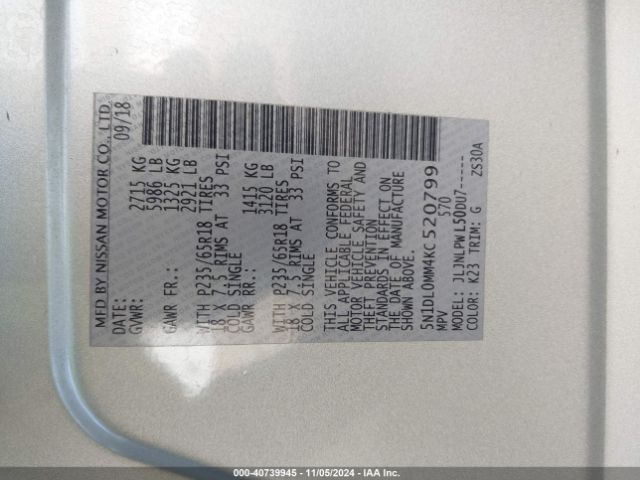 MFD BY NISSAN MOTOR CO., LTD.
DATE: 09/18
GVWR: 2715 KG
5986 LB
GAWR FR.: 1325 KG
2921 LB
WITH P235/65R18 TIRES
18 X 7.5 RIMS AT 33 PSI
COLD SINGLE
GAWR RR.: 1415 KG
3120 LB
WITH P235/65R18 TIRES
18 X 7.5 RIMS AT 33 PSI
COLD SINGLE
THIS VEHICLE CONFORMS TO
ALL APPLICABLE FEDERAL
MOTOR VEHICLE SAFETY AND
THEFT PREVENTION
STANDARDS IN EFFECT ON
THE DATE OF MANUFACTURE
SHOWN ABOVE.
5N1DL0MM4KC520799
MPV 570
MODEL: JLJNLPWL50DU7-----
COLOR: K23 TRIM: G ZS30A
000-40739945 - 11/05/2024 - IAA Inc.